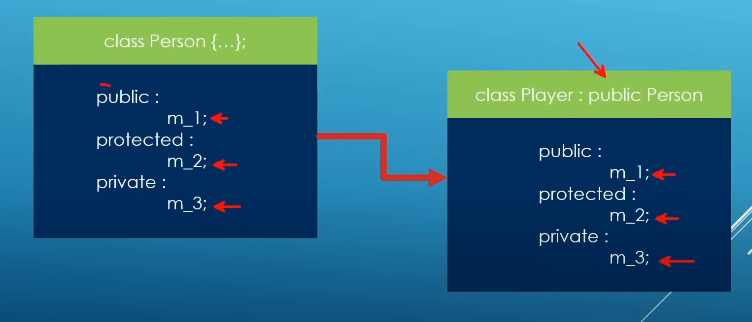 class Person {...};
public :
m_1;
protected :
m_2;
private :
m_3;
class Player : public Person
public :
m_1;
protected :
m_2;
private :
m_3;